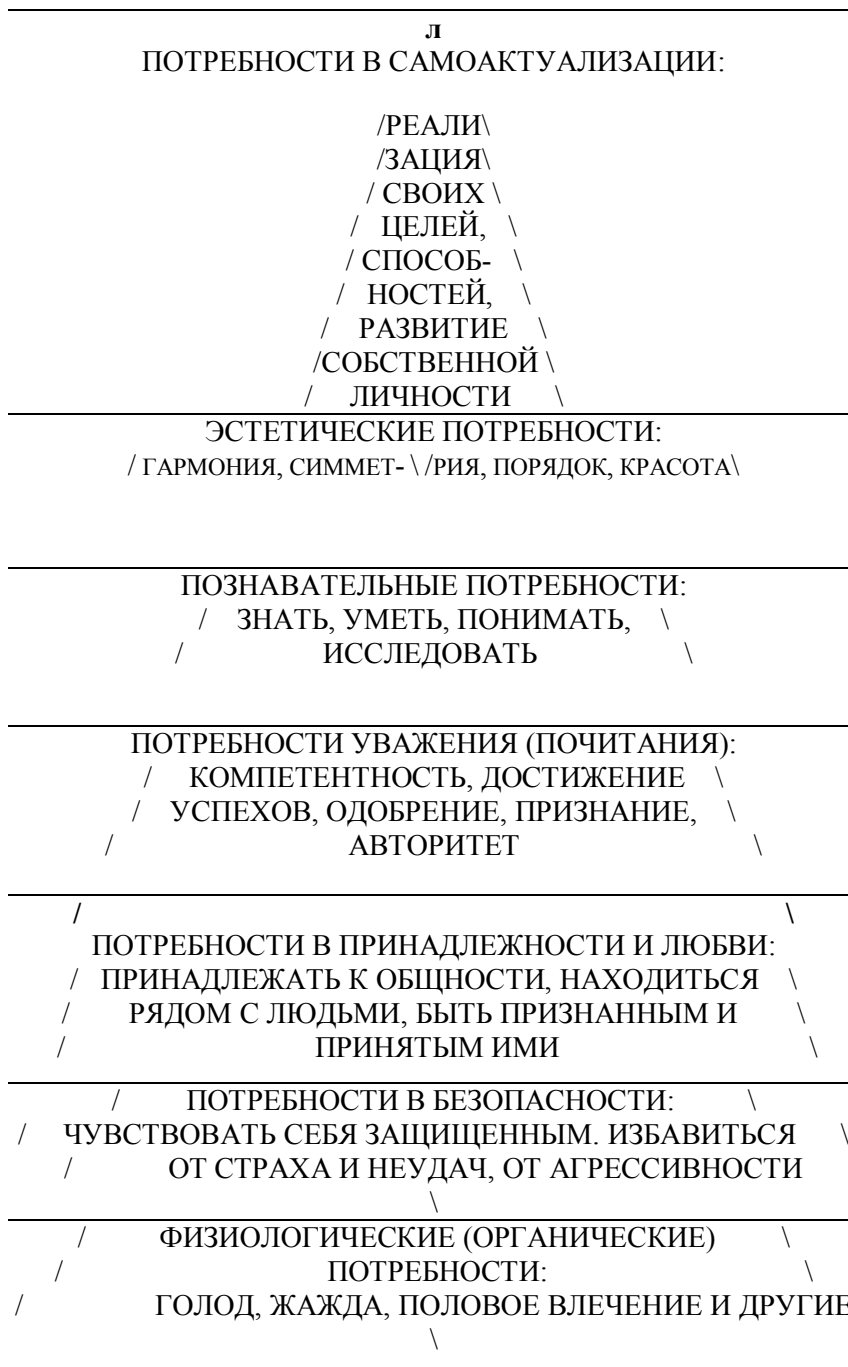 л
ПОТРЕБНОСТИ В САМОАКТУАЛИЗАЦИИ:
/РЕАЛИ\
/ЗАЦИЯ\
/ СВОИХ \
/ ЦЕЛЕЙ, \
/ СПОСОБ- \
/ НОСТЕЙ, \
/ РАЗВИТИЕ \
/СОБСТВЕННОЙ \
/ ЛИЧНОСТИ \
ЭСТЕТИЧЕСКИЕ ПОТРЕБНОСТИ:
/ ГАРМОНИЯ, СИММЕТ- \ /РИЯ, ПОРЯДОК, КРАСОТА\
ПОЗНАВАТЕЛЬНЫЕ ПОТРЕБНОСТИ:
/ ЗНАТЬ, УМЕТЬ, ПОНИМАТЬ, \
/ ИССЛЕДОВАТЬ \
ПОТРЕБНОСТИ УВАЖЕНИЯ (ПОЧИТАНИЯ):
/ КОМПЕТЕНТНОСТЬ, ДОСТИЖЕНИЕ \
/ УСПЕХОВ, ОДОБРЕНИЕ, ПРИЗНАНИЕ, \
/ АВТОРИТЕТ \
/ \
ПОТРЕБНОСТИ В ПРИНАДЛЕЖНОСТИ И ЛЮБВИ:
/ ПРИНАДЛЕЖАТЬ К ОБЩНОСТИ, НАХОДИТЬСЯ \
/ РЯДОМ С ЛЮДЬМИ, БЫТЬ ПРИЗНАННЫМ И \
/ ПРИНЯТЫМ ИМИ \
/ ПОТРЕБНОСТИ В БЕЗОПАСНОСТИ: \
/ ЧУВСТВОВАТЬ СЕБЯ ЗАЩИЩЕННЫМ. ИЗБАВИТЬСЯ \
/ ОТ СТРАХА И НЕУДАЧ, ОТ АГРЕССИВНОСТИ
\
/ ФИЗИОЛОГИЧЕСКИЕ (ОРГАНИЧЕСКИЕ) \
/ ПОТРЕБНОСТИ: \
/ ГОЛОД, ЖАЖДА, ПОЛОВОЕ ВЛЕЧЕНИЕ И ДРУГИЕ
\